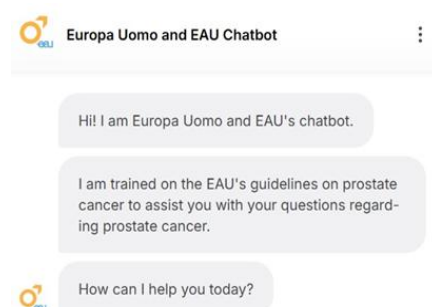 EAU
Europa Uomo and EAU Chatbot
Hi! I am Europa Uomo and EAU's chatbot.
I am trained on the EAU's guidelines on prostate
cancer to assist you with your questions regard-
ing prostate cancer.
How can I help you today?